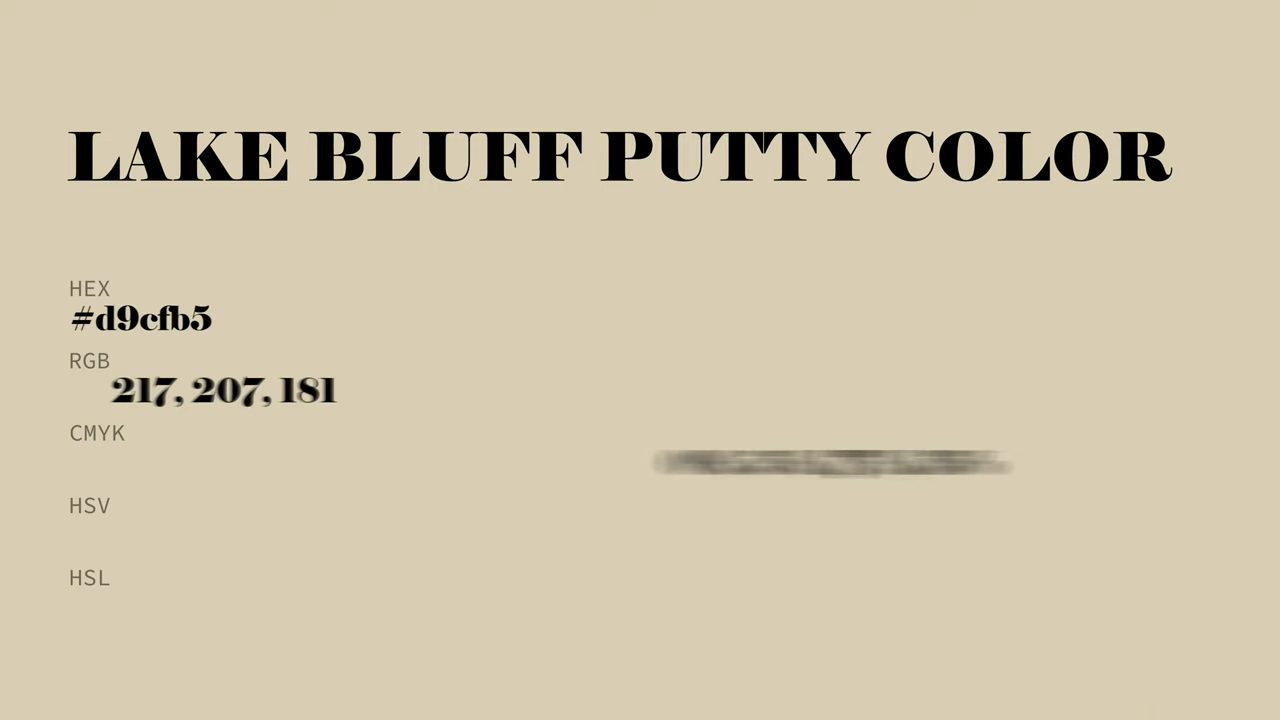 LAKE BLUFF PUTTY COLOR
HEX
#d9cfb5
RGB
217, 207, 181
CMYK
HSV
HSL